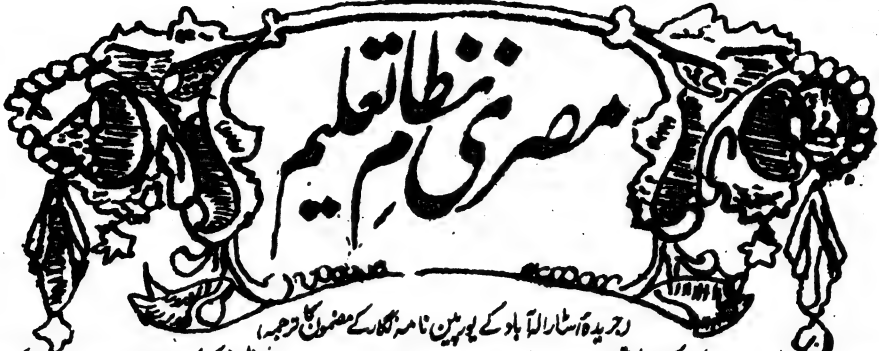 مصری نظامِ تعلیم
(جریدۂ اسٹار الہ آباد کے یورپین نامہ نگار کے مضمون کا ترجمہ)